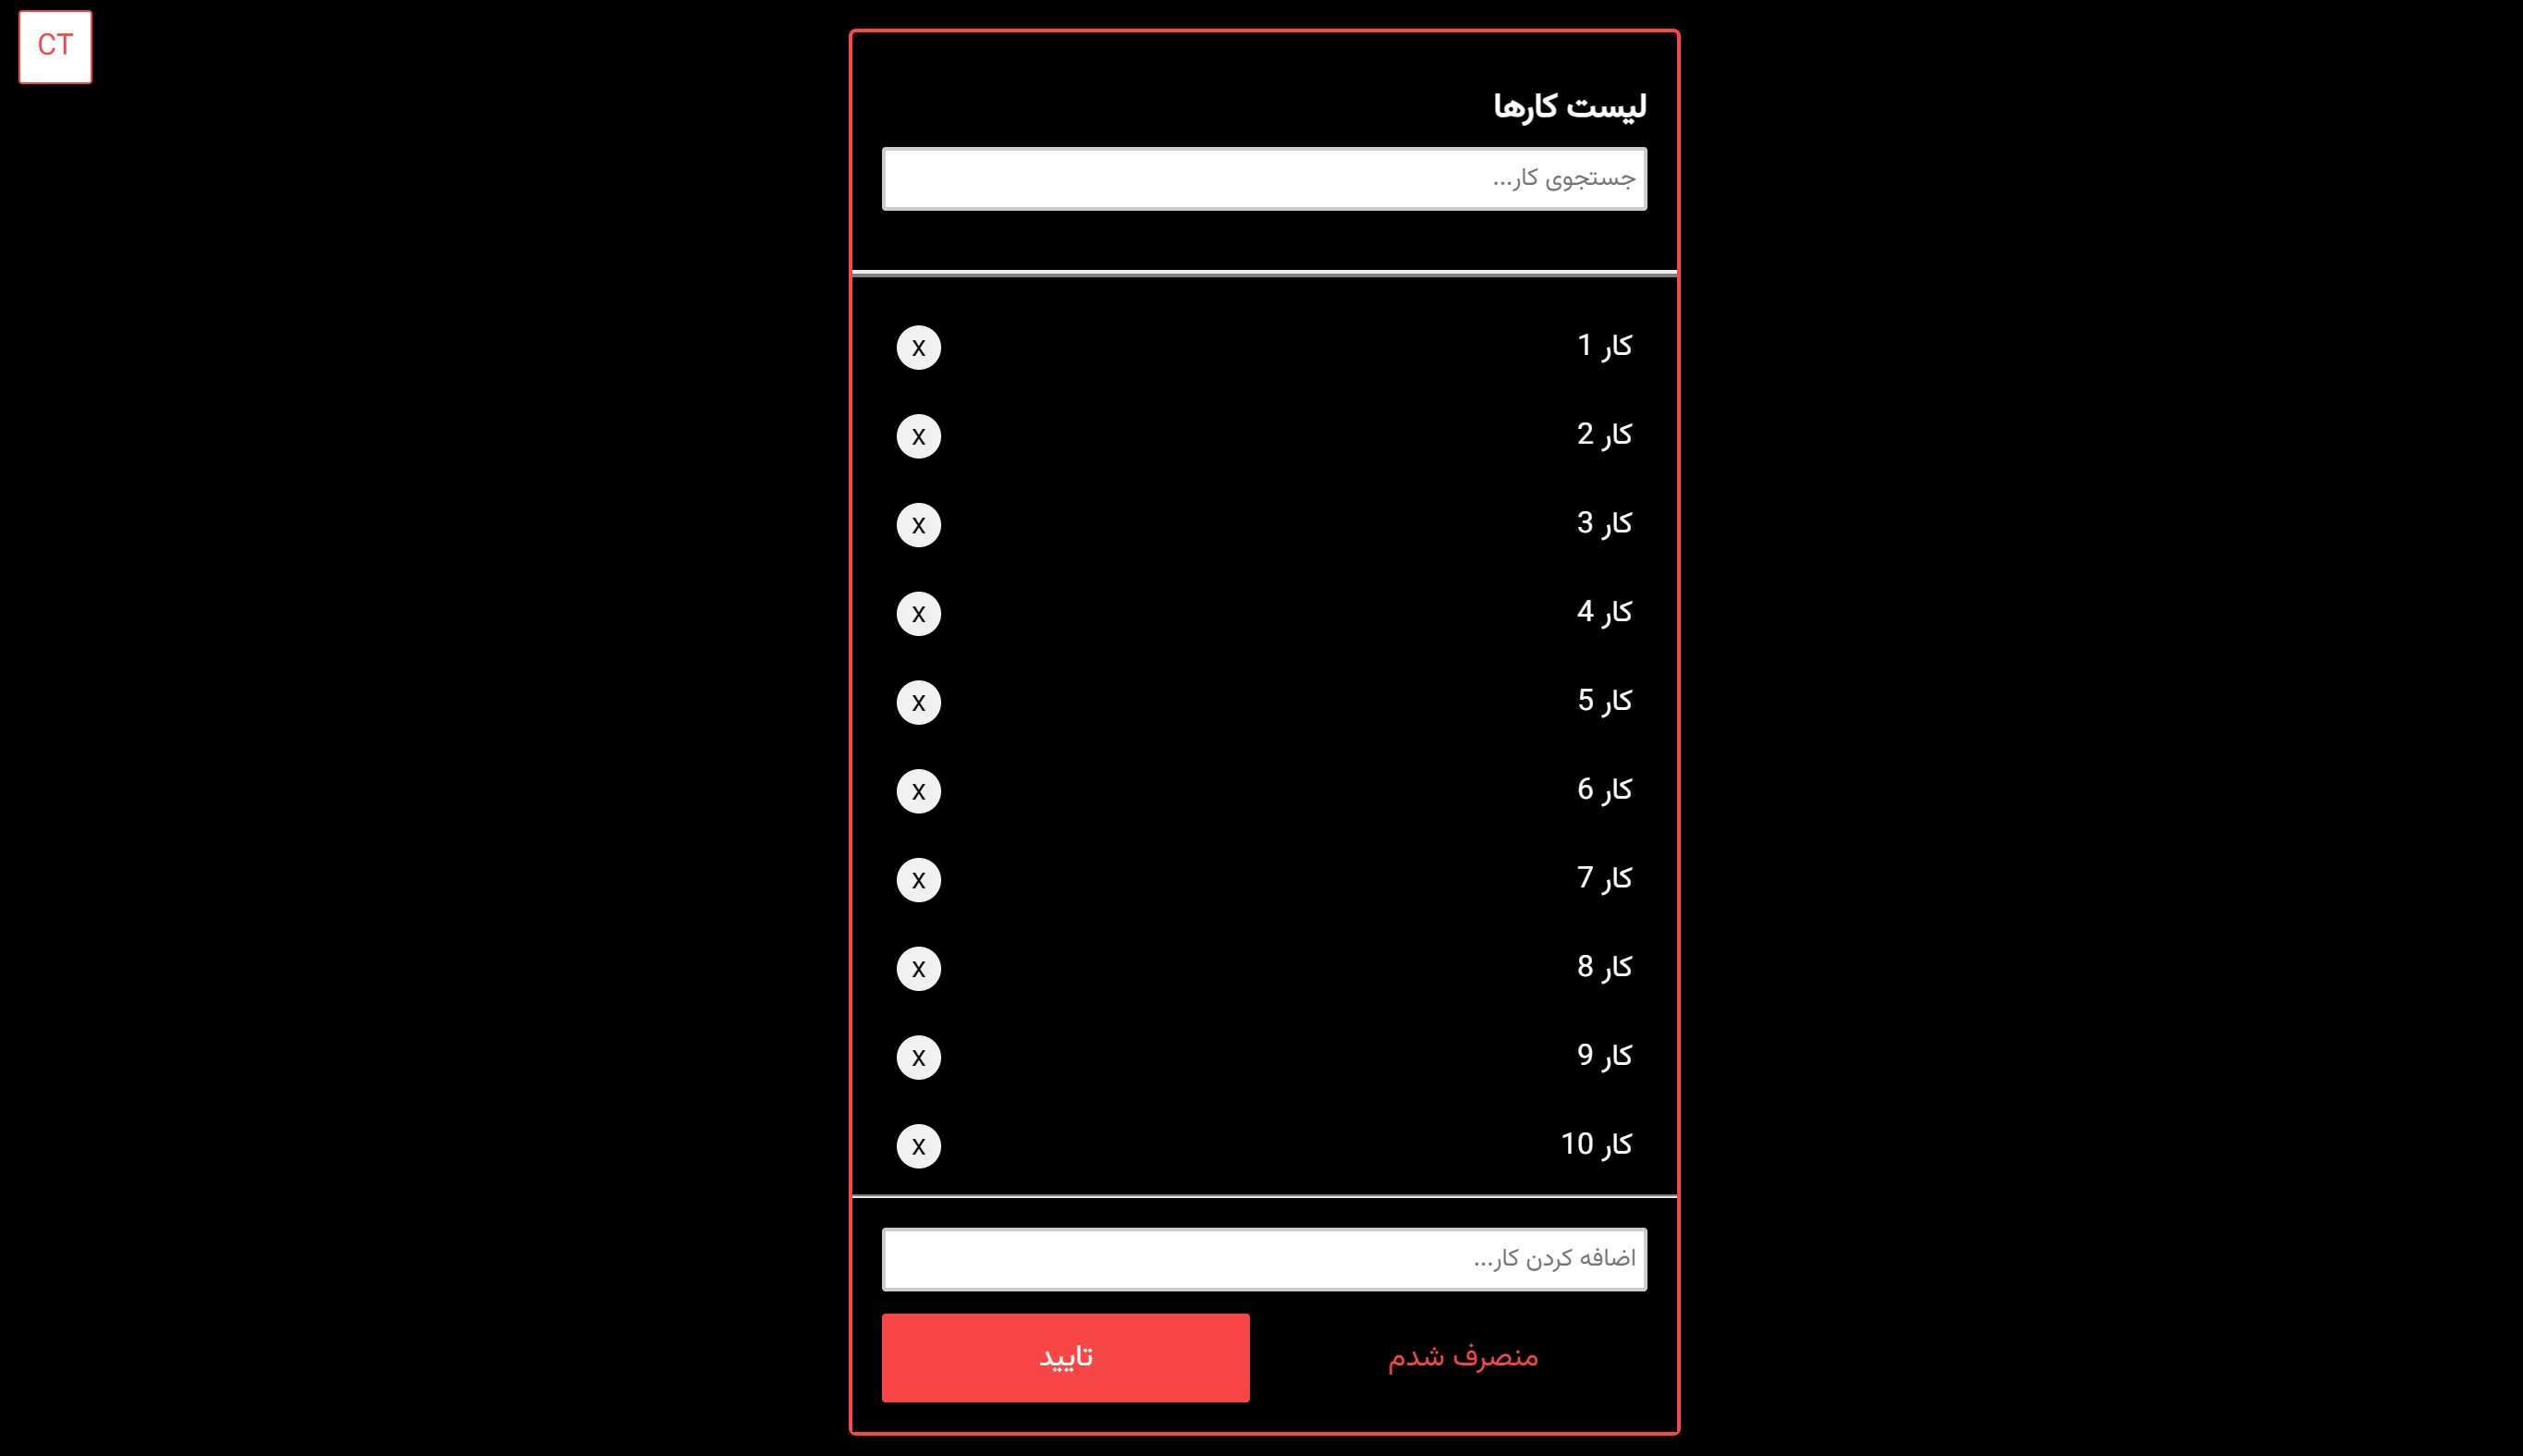 CT
لیست کارها
جستجوی کار...
کار 1
X
کار 2
X
کار 3
X
کار 4
X
کار 5
X
کار 6
X
کار 7
X
کار 8
X
کار 9
X
کار 10
X
اضافه کردن کار...
منصرف شدم
تایید